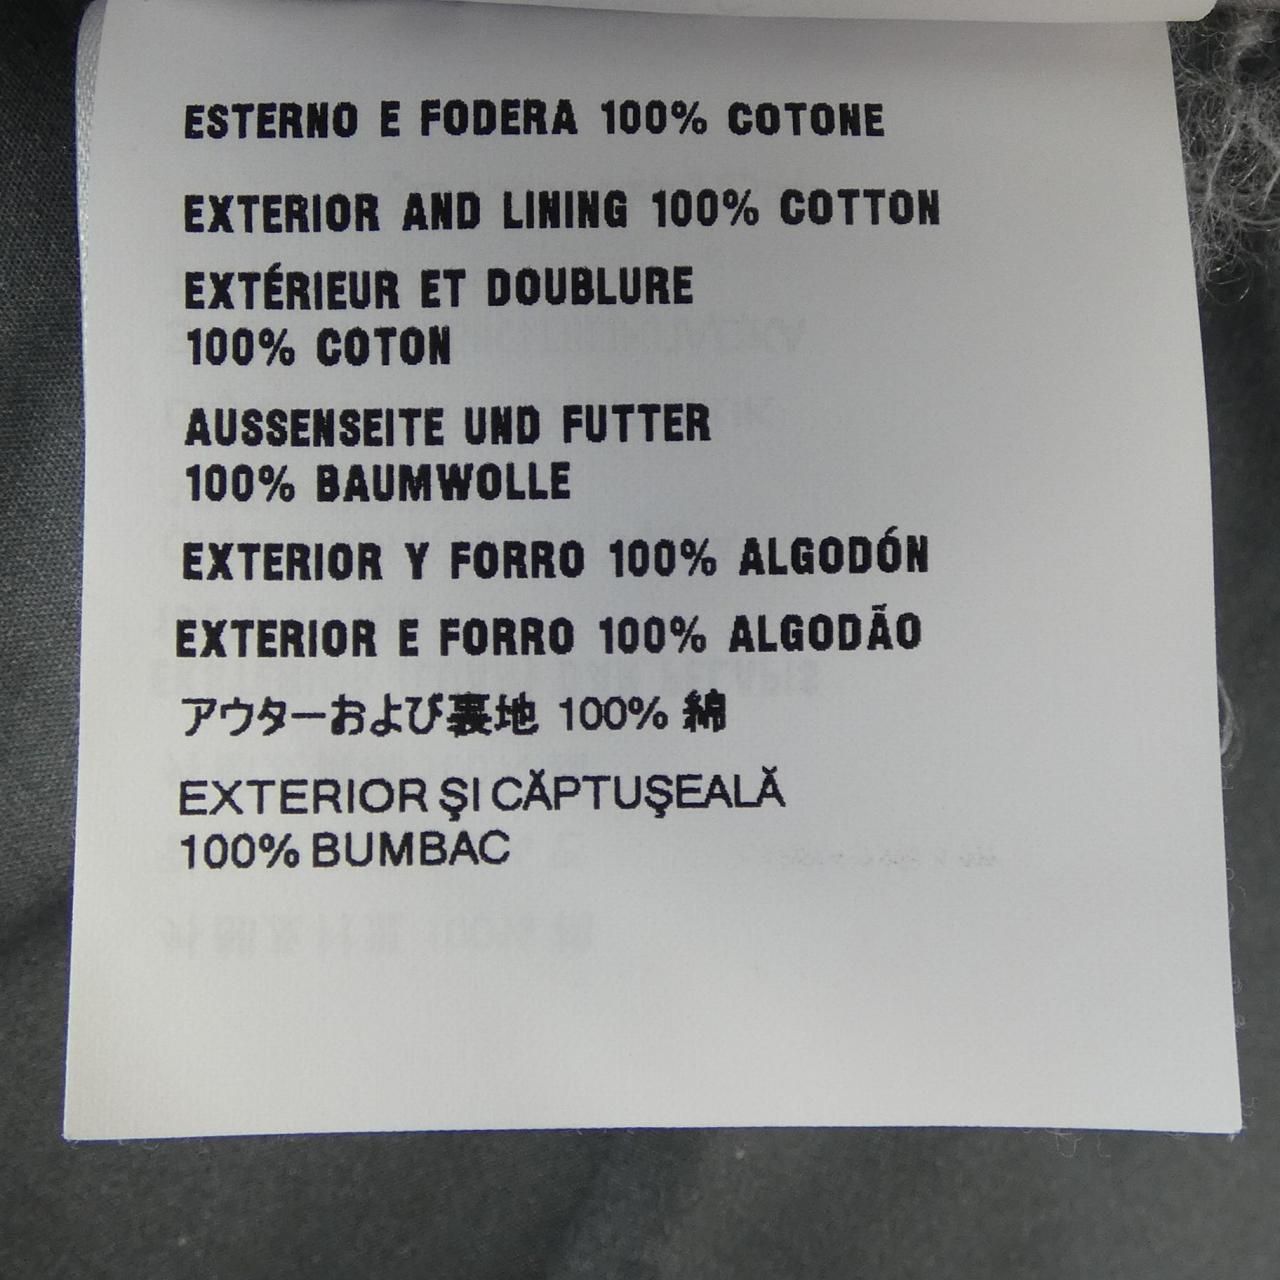 ESTERNO E FODERA 100% COTONE
EXTERIOR AND LINING 100% COTTON
EXTÉRIEUR ET DOUBLURE
100% COTON
AUSSENSEITE UND FUTTER
100% BAUMWOLLE
EXTERIOR Y FORRO 100% ALGODÓN
EXTERIOR E FORRO 100% ALGODÃO
アウターおよび裏地 100% 綿
EXTERIOR ŞI CĂPTUŞEALĂ
100% BUMBAC